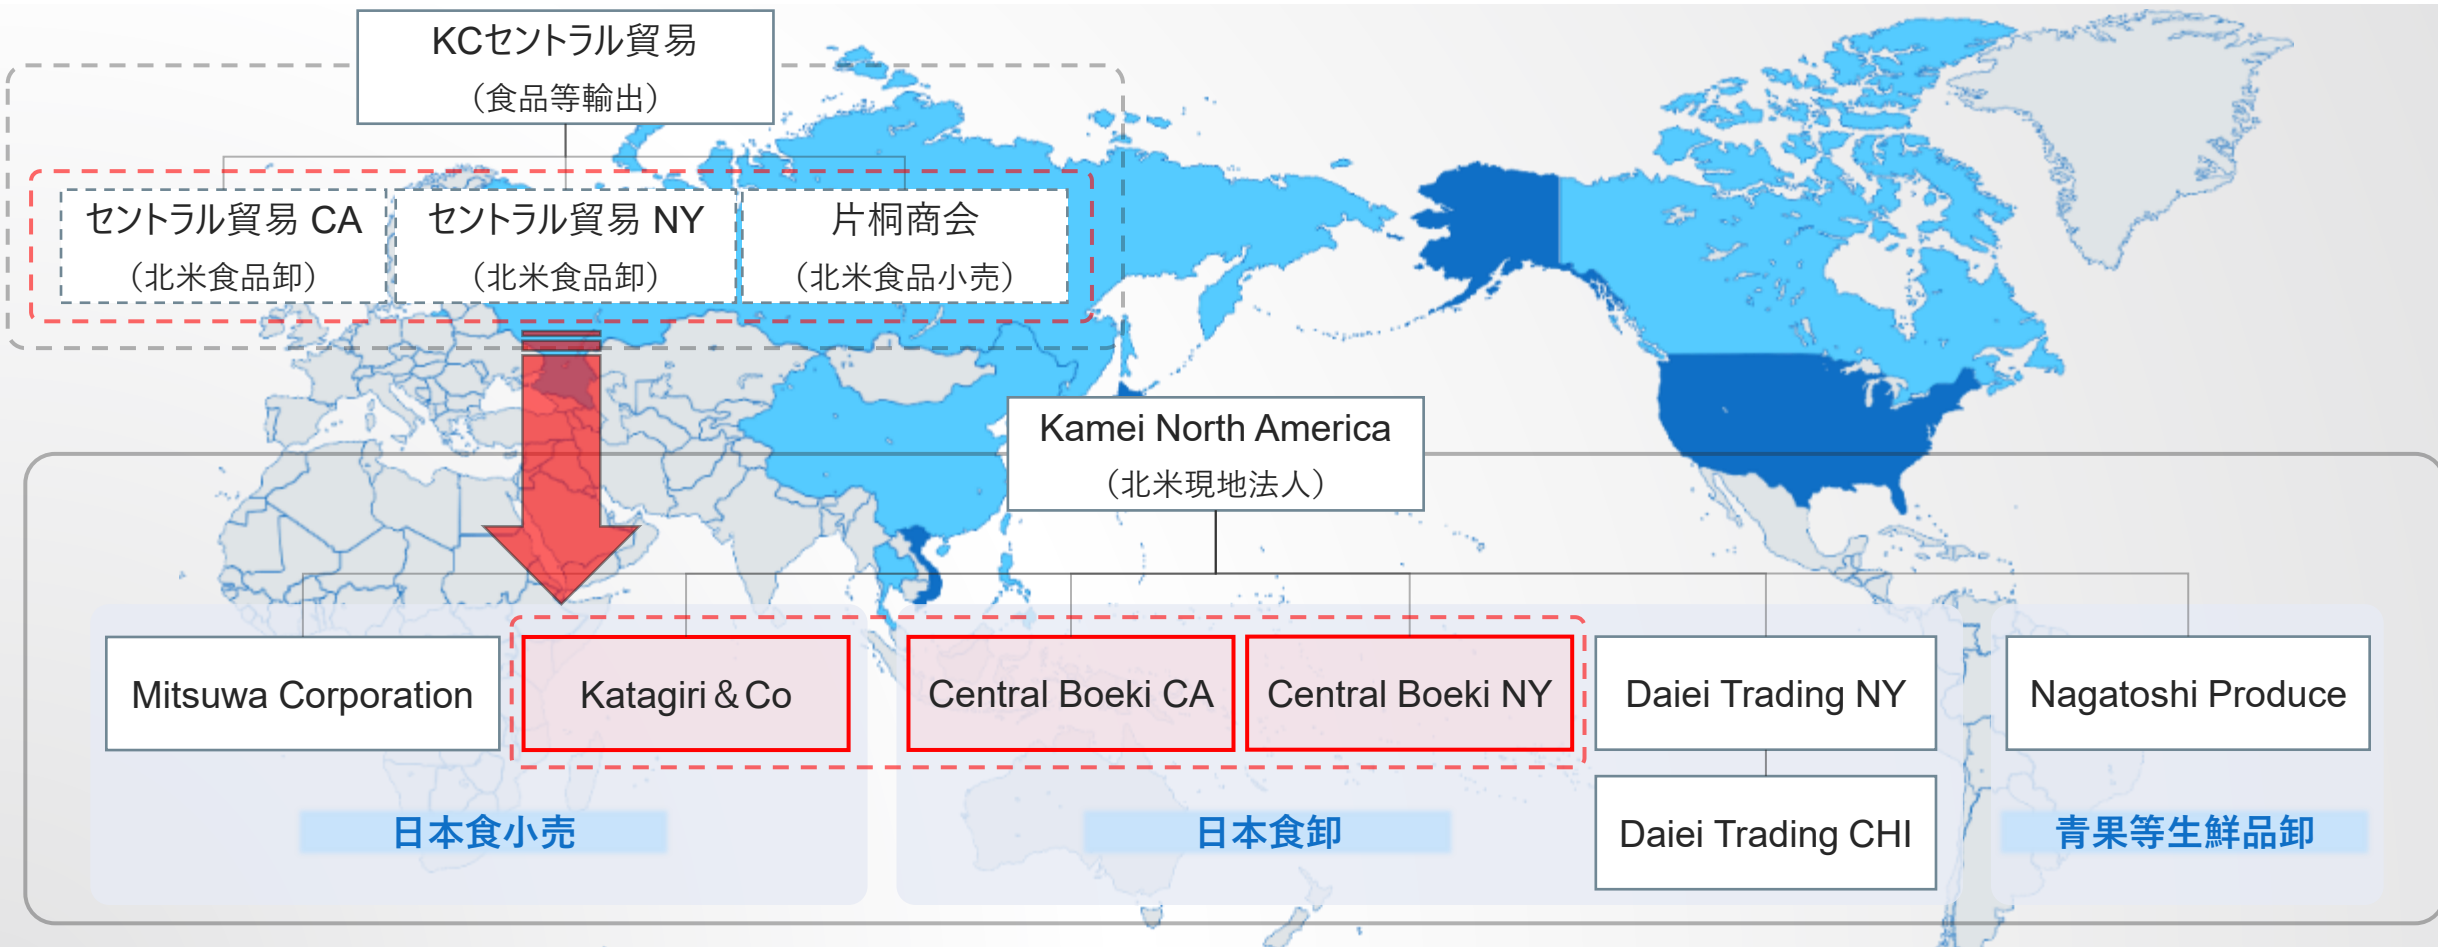 KCセントラル貿易
（食品等輸出）
セントラル貿易 CA
（北米食品卸）
セントラル貿易 NY
（北米食品卸）
片桐商会
（北米食品小売）
Kamei North America
（北米現地法人）
Mitsuwa Corporation
Katagiri＆Co
Central Boeki CA
Central Boeki NY
Daiei Trading NY
Nagatoshi Produce
Daiei Trading CHI
日本食小売
日本食卸
青果等生鮮品卸